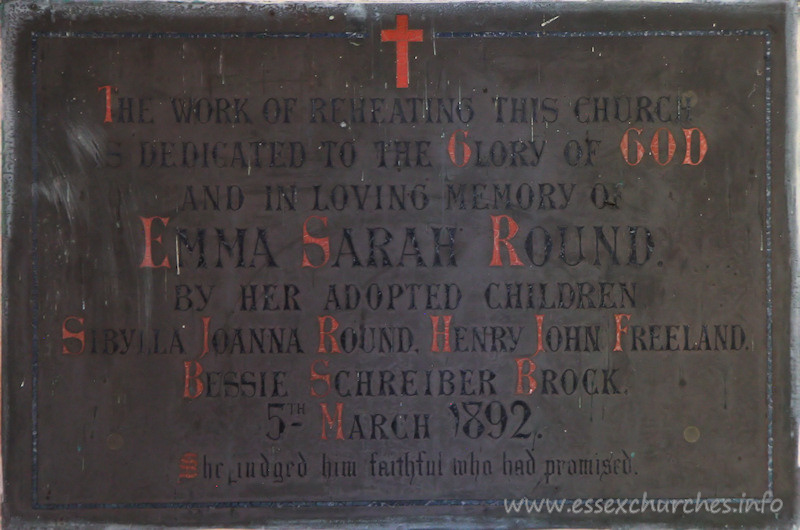 The work of reheating this church
is dedicated to the Glory of GOD
and in loving memory of
Emma Sarah Round.
by her adopted children
Sibylla Joanna Round. Henry John Freeland.
Bessie Schreiber Brock.
5TH March 1892.
She judged him faithful who had promised.
www.essexchurches.info